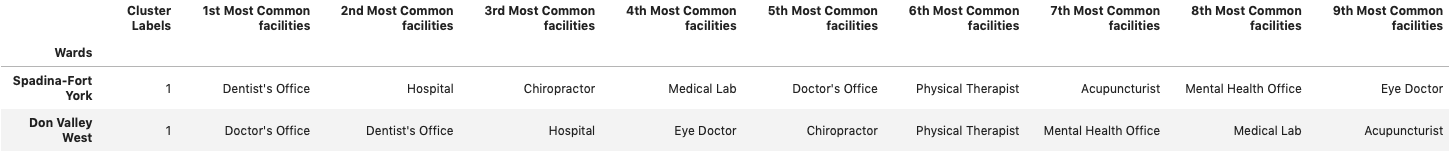 Cluster Labels 1st Most Common facilities 2nd Most Common facilities 3rd Most Common facilities 4th Most Common facilities 5th Most Common facilities 6th Most Common facilities 7th Most Common facilities 8th Most Common facilities 9th Most Common facilities
Wards
Spadina-Fort York 1 Dentist's Office Hospital Chiropractor Medical Lab Doctor's Office Physical Therapist Acupuncturist Mental Health Office Eye Doctor
Don Valley West 1 Doctor's Office Dentist's Office Hospital Eye Doctor Chiropractor Physical Therapist Mental Health Office Medical Lab Acupuncturist